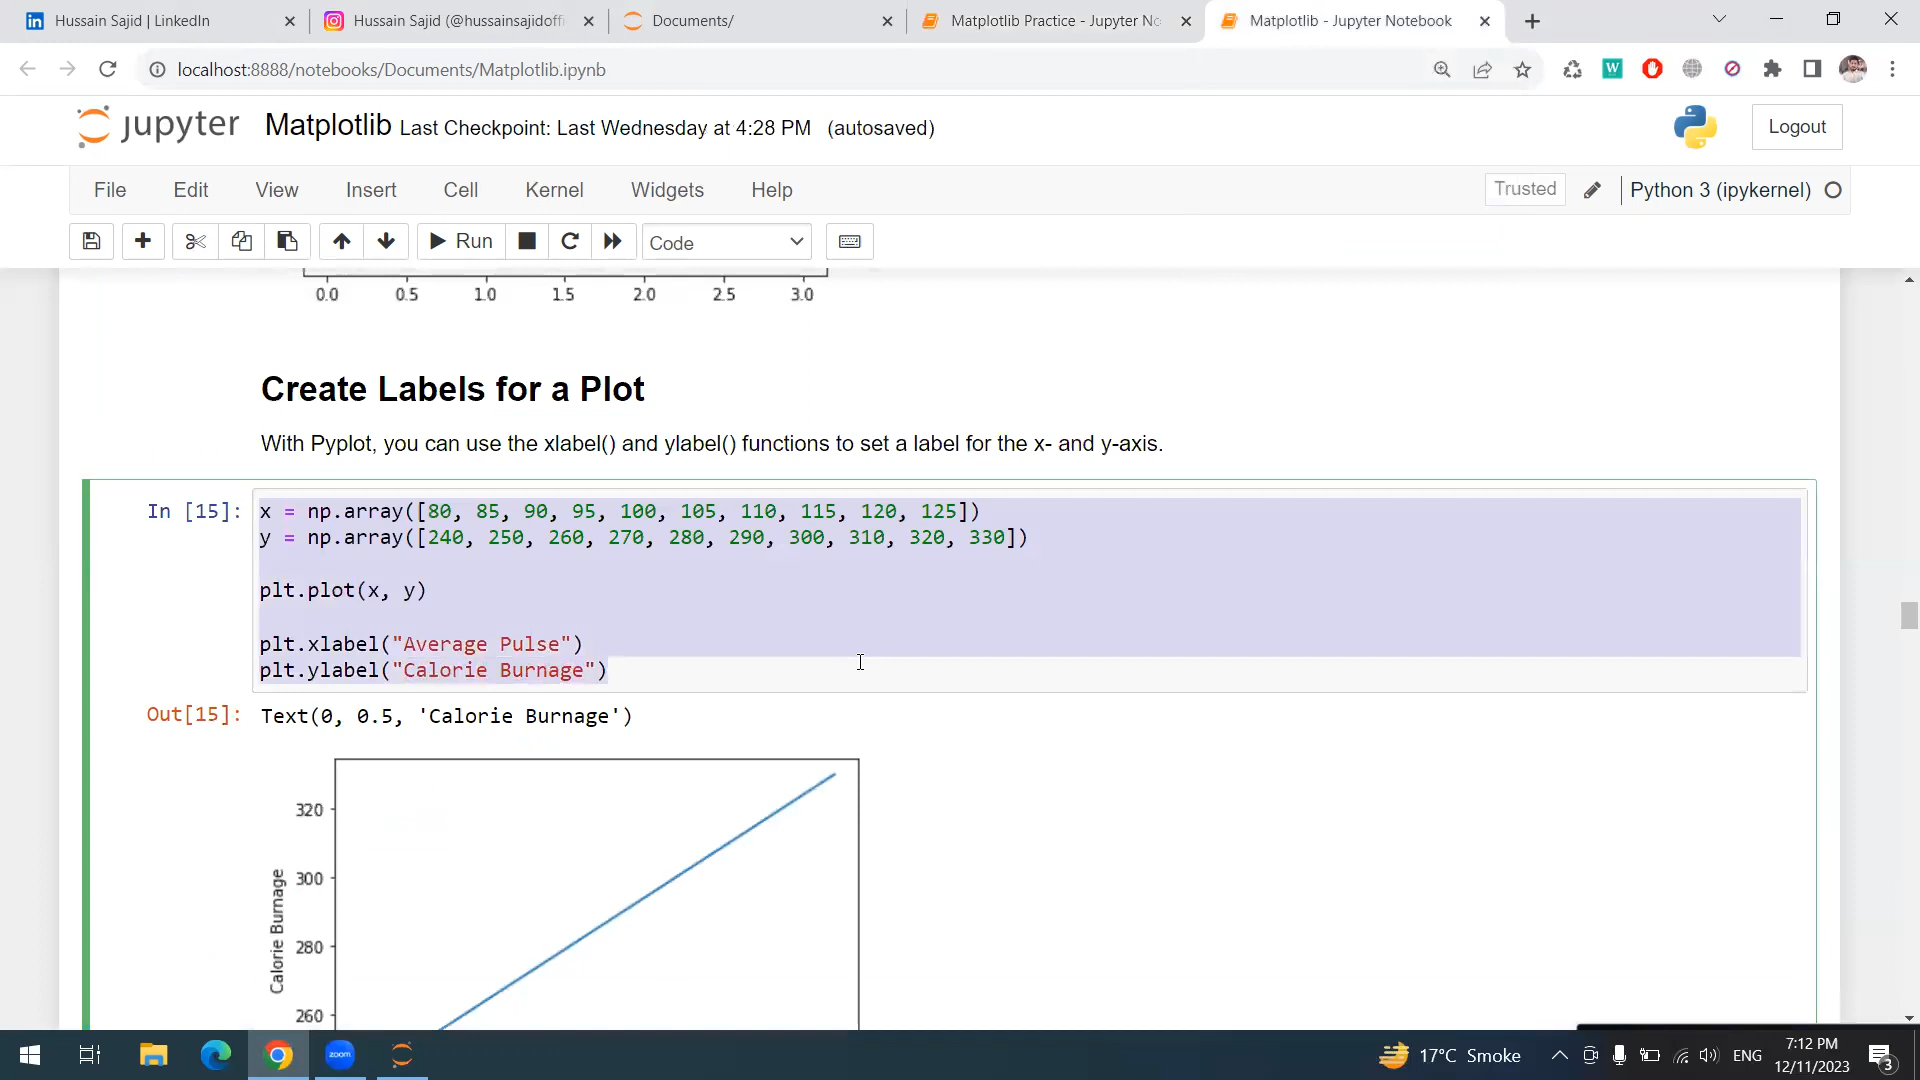 Hussain Sajid | LinkedIn
Hussain Sajid (@hussainsajidoffi
Documents/
Matplotlib Practice - Jupyter No
Matplotlib - Jupyter Notebook
localhost:8888/notebooks/Documents/Matplotlib.ipynb
W
jupyter
Matplotlib Last Checkpoint: Last Wednesday at 4:28 PM (autosaved)
Logout
File Edit View Insert Cell Kernel Widgets Help
Trusted
Python 3 (ipykernel)
Run
Code
0.0 0.5 1.0 1.5 2.0 2.5 3.0
Create Labels for a Plot
With Pyplot, you can use the xlabel() and ylabel() functions to set a label for the x- and y-axis.
In [15]: x = np.array([80, 85, 90, 95, 100, 105, 110, 115, 120, 125])
y = np.array([240, 250, 260, 270, 280, 290, 300, 310, 320, 330])
plt.plot(x, y)
plt.xlabel("Average Pulse")
plt.ylabel("Calorie Burnage")
Out[15]: Text(0, 0.5, 'Calorie Burnage')
320
300
280
260
Calorie Burnage
zoom
17°C Smoke
ENG
7:12 PM
12/11/2023
3